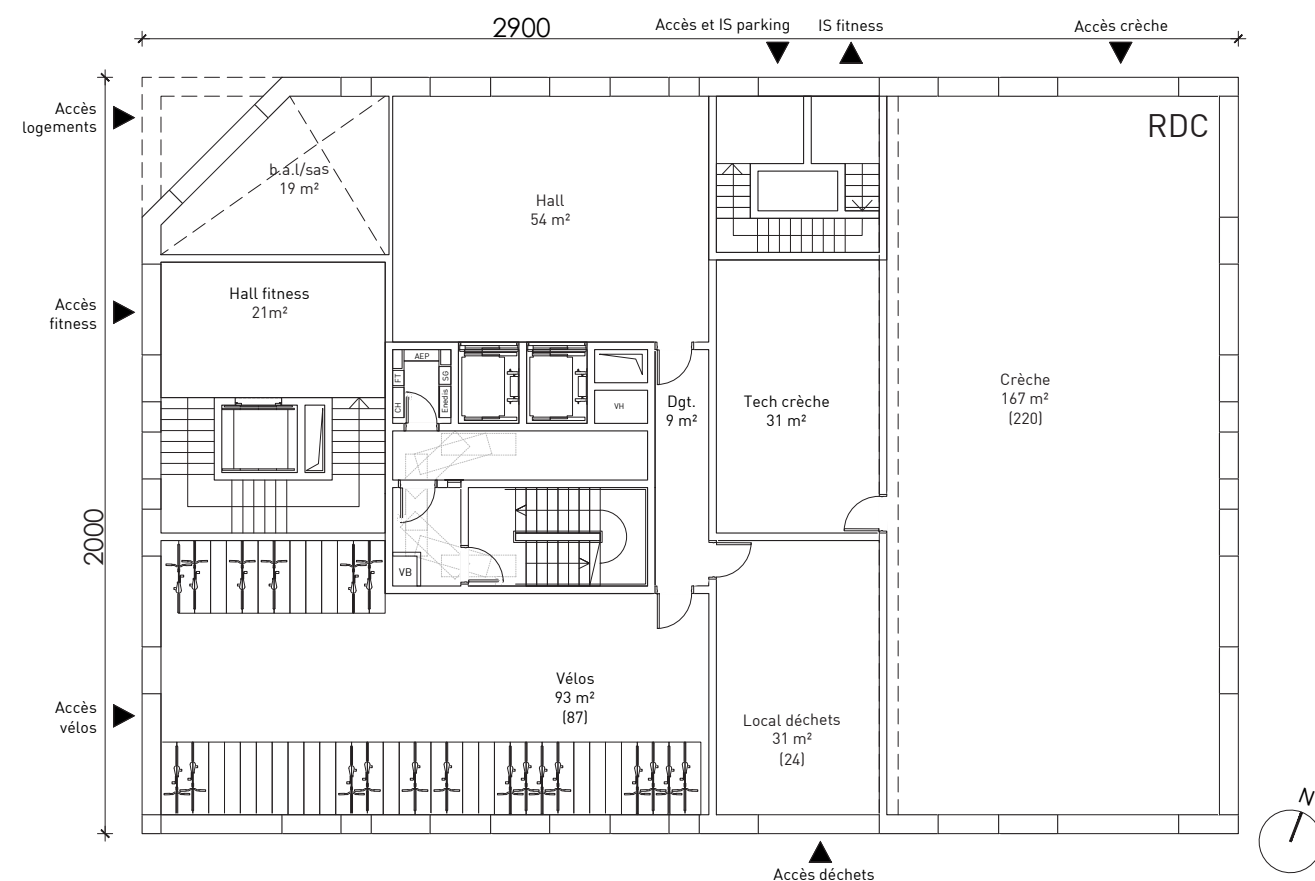 2900
Accès et IS parking
IS fitness
Accès crèche
Accès
logements
RDC
b.a.l/sas
19 m²
Hall
54 m²
Accès
fitness
Hall fitness
21m²
AEP
FT
SG
CH
Enedis
VH
Dgt.
9 m²
Tech crèche
31 m²
Crèche
167 m²
(220)
2000
VB
Accès
vélos
Vélos
93 m²
(87)
Local déchets
31 m²
(24)
Accès déchets
N